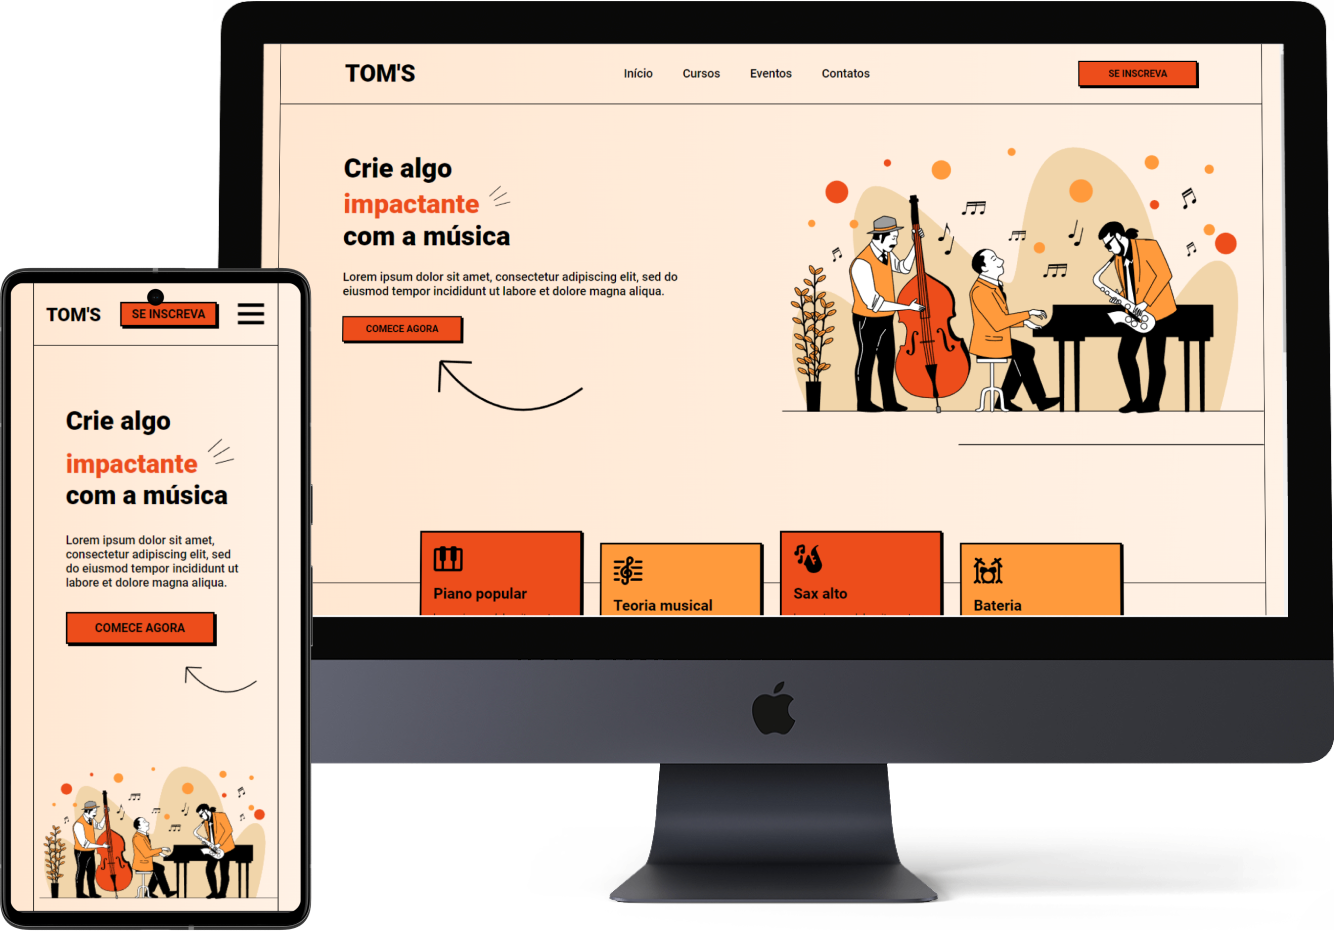 TOM'S
Início Cursos Eventos Contatos
SE INSCREVA
Crie algo
impactante
com a música
Lorem ipsum dolor sit amet, consectetur adipiscing elit, sed do
eiusmod tempor incididunt ut labore et dolore magna aliqua.
COMECE AGORA
Piano popular
Teoria musical
Sax alto
Bateria
TOM'S
SE INSCREVA
Crie algo
impactante
com a música
Lorem ipsum dolor sit amet,
consectetur adipiscing elit, sed
do eiusmod tempor incididunt ut
labore et dolore magna aliqua.
COMECE AGORA